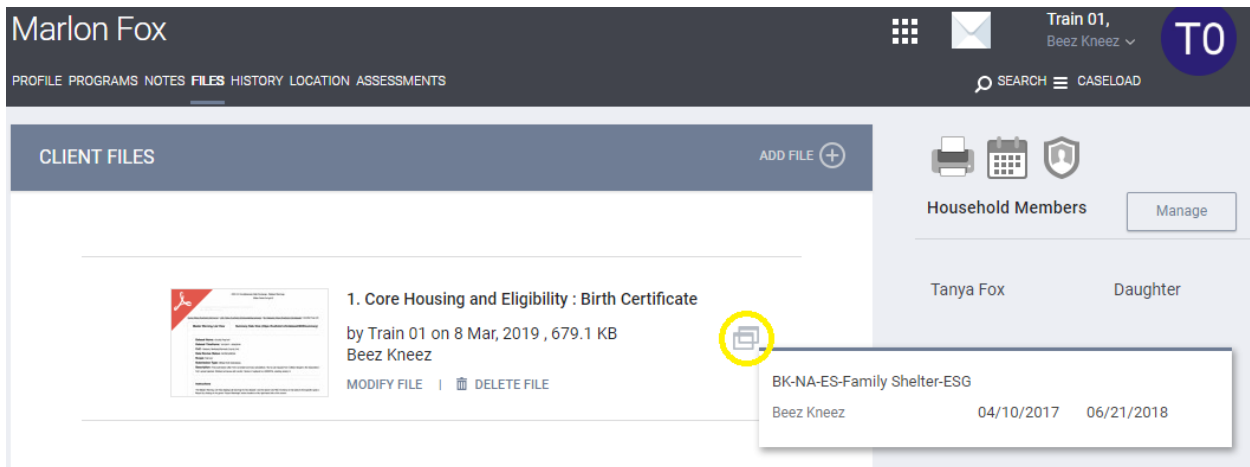 Marlon Fox
Train 01,
Beez Kneez
T0
PROFILE PROGRAMS NOTES FILES HISTORY LOCATION ASSESSMENTS
SEARCH
CASELOAD
CLIENT FILES
ADD FILE
Household Members
Manage
Tanya Fox Daughter
1. Core Housing and Eligibility : Birth Certificate
by Train 01 on 8 Mar, 2019 , 679.1 KB
Beez Kneez
MODIFY FILE | DELETE FILE
BK-NA-ES-Family Shelter-ESG
Beez Kneez 04/10/2017 06/21/2018